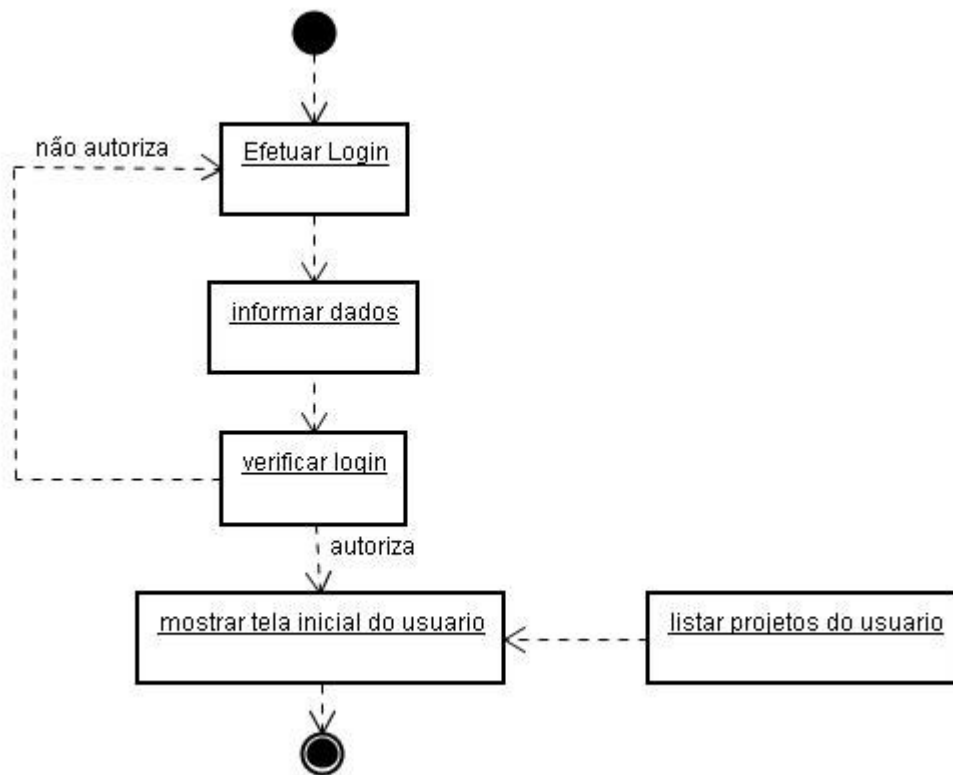 Efetuar Login
não autoriza
informar dados
verificar login
autoriza
mostrar tela inicial do usuario
listar projetos do usuario